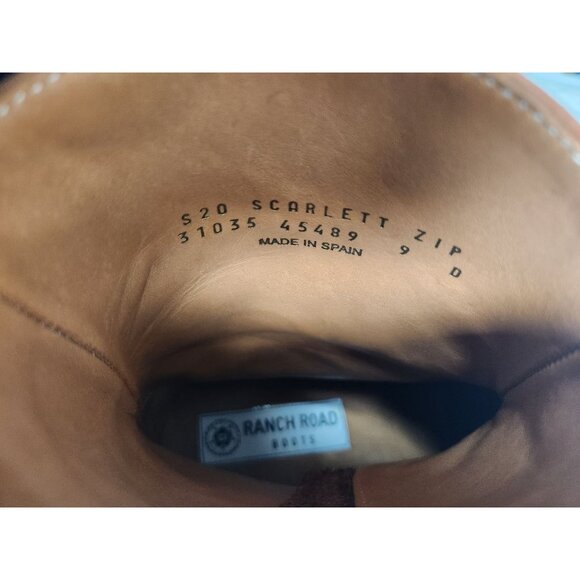 S20 SCARLETT ZIP
31035 45489 9 D
MADE IN SPAIN
RANCH ROAD
BOOTS